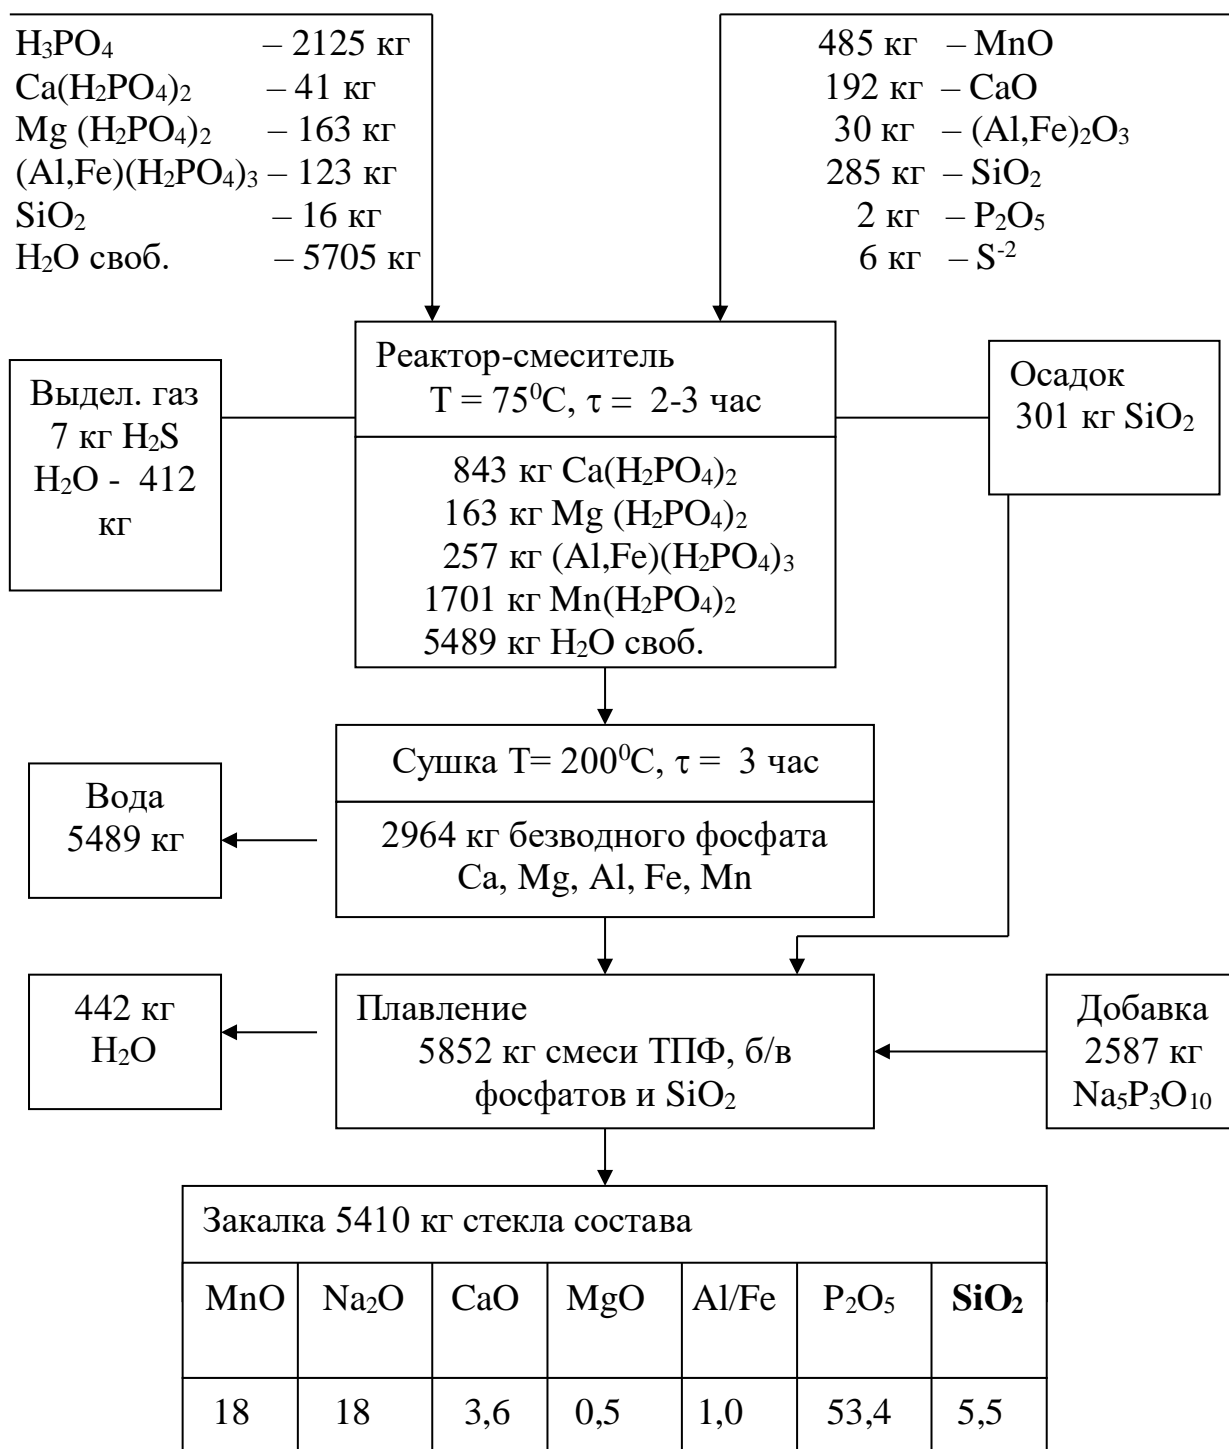 H₃PO₄ – 2125 кг
Ca(H₂PO₄)₂ – 41 кг
Mg (H₂PO₄)₂ – 163 кг
(Al,Fe)(H₂PO₄)₃ – 123 кг
SiO₂ – 16 кг
H₂O своб. – 5705 кг
485 кг – MnO
192 кг – CaO
30 кг – (Al,Fe)₂O₃
285 кг – SiO₂
2 кг – P₂O₅
6 кг – S⁻²
Реактор-смеситель
T = 75⁰C, τ = 2-3 час
Выдел. газ
7 кг H₂S
H₂O - 412
кг
Осадок
301 кг SiO₂
843 кг Ca(H₂PO₄)₂
163 кг Mg (H₂PO₄)₂
257 кг (Al,Fe)(H₂PO₄)₃
1701 кг Mn(H₂PO₄)₂
5489 кг H₂O своб.
Сушка T= 200⁰C, τ = 3 час
Вода
5489 кг
2964 кг безводного фосфата
Ca, Mg, Al, Fe, Mn
442 кг
H₂O
Плавление
5852 кг смеси ТПФ, б/в
фосфатов и SiO₂
Добавка
2587 кг
Na₅P₃O₁₀
Закалка 5410 кг стекла состава
MnO Na₂O CaO MgO Al/Fe P₂O₅ SiO₂
18 18 3,6 0,5 1,0 53,4 5,5